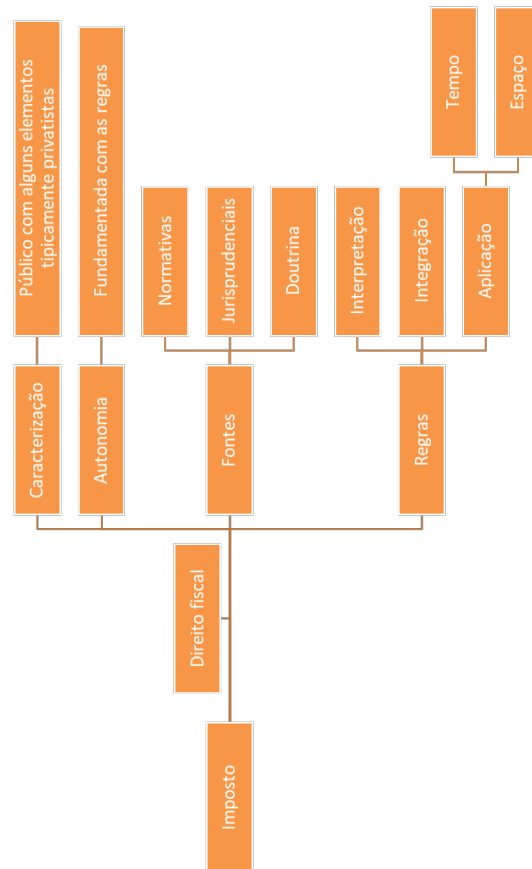 Imposto
Direito fiscal
Caracterização
Público com alguns elementos
tipicamente privatistas
Autonomia
Fundamentada com as regras
Fontes
Normativas
Jurisprudenciais
Doutrina
Regras
Interpretação
Integração
Aplicação
Tempo
Espaço